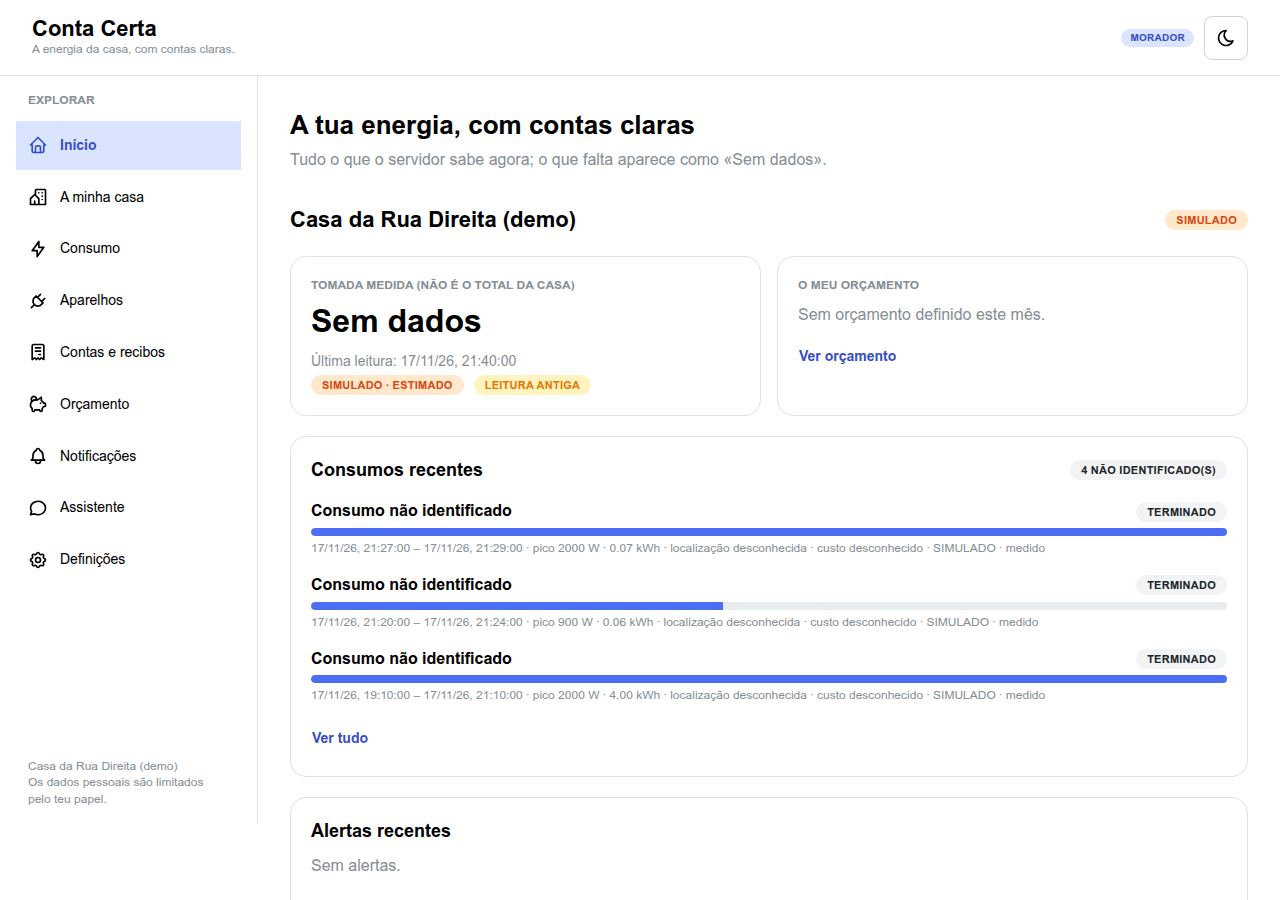 Conta Certa
A energia da casa, com contas claras.
MORADOR
EXPLORAR
Início
A minha casa
Consumo
Aparelhos
Contas e recibos
Orçamento
Notificações
Assistente
Definições
Casa da Rua Direita (demo)
Os dados pessoais são limitados
pelo teu papel.
A tua energia, com contas claras
Tudo o que o servidor sabe agora; o que falta aparece como «Sem dados».
Casa da Rua Direita (demo)
SIMULADO
TOMADA MEDIDA (NÃO É O TOTAL DA CASA)
Sem dados
Última leitura: 17/11/26, 21:40:00
SIMULADO · ESTIMADO
LEITURA ANTIGA
O MEU ORÇAMENTO
Sem orçamento definido este mês.
Ver orçamento
Consumos recentes
4 NÃO IDENTIFICADO(S)
Consumo não identificado
TERMINADO
17/11/26, 21:27:00 – 17/11/26, 21:29:00 · pico 2000 W · 0.07 kWh · localização desconhecida · custo desconhecido · SIMULADO · medido
Consumo não identificado
TERMINADO
17/11/26, 21:20:00 – 17/11/26, 21:24:00 · pico 900 W · 0.06 kWh · localização desconhecida · custo desconhecido · SIMULADO · medido
Consumo não identificado
TERMINADO
17/11/26, 19:10:00 – 17/11/26, 21:10:00 · pico 2000 W · 4.00 kWh · localização desconhecida · custo desconhecido · SIMULADO · medido
Ver tudo
Alertas recentes
Sem alertas.